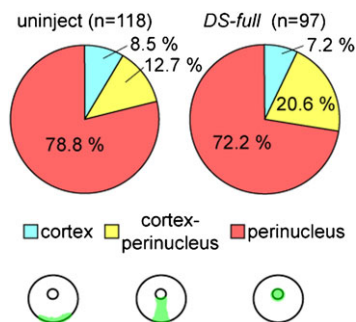 uninject (n=118) DS-full (n=97)
8.5 % 7.2 %
12.7 %
20.6 %
78.8 % 72.2 %
cortex cortex-
perinucleus perinucleus